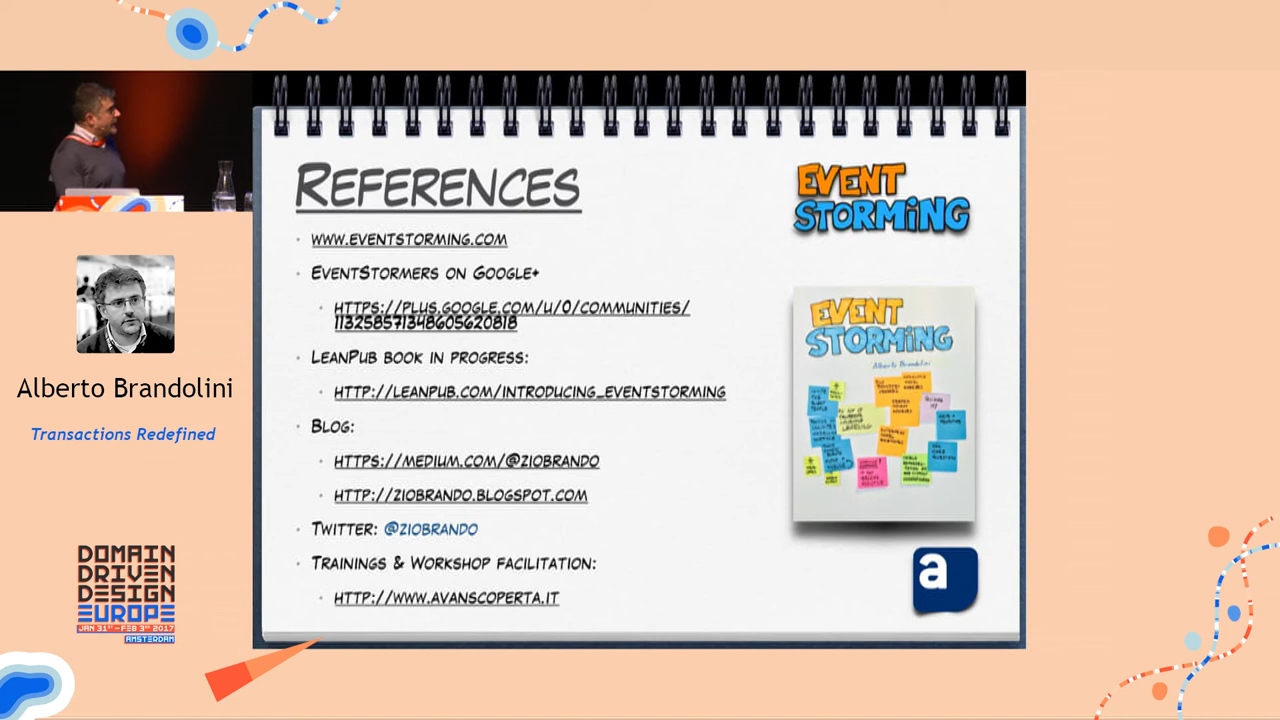 REFERENCES
WWW.EVENTSTORMING.COM
EVENTSTORMERS ON GOOGLE+
HTTPS://PLUS.GOOGLE.COM/U/0/COMMUNITIES/
113258571348605620818
LEANPUB BOOK IN PROGRESS:
HTTP://LEANPUB.COM/INTRODUCING_EVENTSTORMING
BLOG:
HTTPS://MEDIUM.COM/@ZIOBRANDO
HTTP://ZIOBRANDO.BLOGSPOT.COM
TWITTER: @ZIOBRANDO
TRAININGS & WORKSHOP FACILITATION:
HTTP://WWW.AVANSCOPERTA.IT
EVENT
STORMING
EVENT
STORMING
Alberto Brandolini
a
Alberto Brandolini
Transactions Redefined
DOMAIN
DRIVEN
DESIGN
EUROPE
JAN 31ST-FEB 3RD 2017
AMSTERDAM